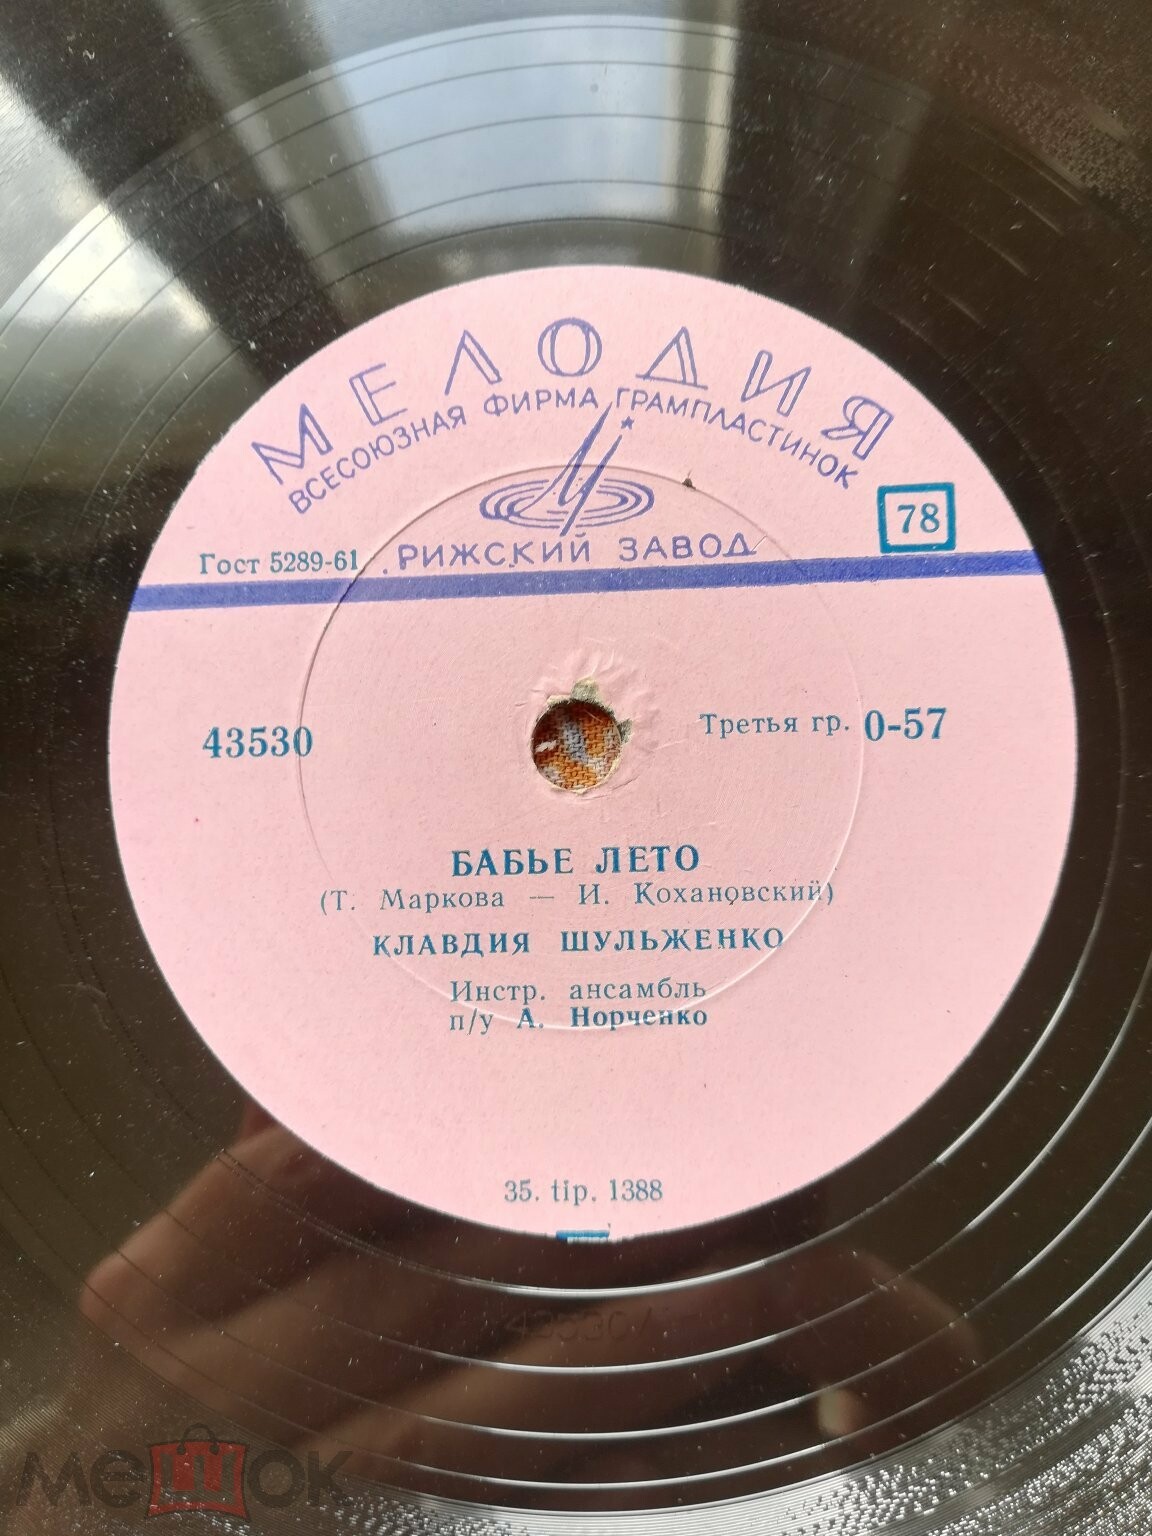 МЕЛОДИЯ
ВСЕСОЮЗНАЯ ФИРМА ГРАМПЛАСТИНОК
78
Гост 5289-61
РИЖСКИЙ ЗАВОД
43530
Третья гр. 0-57
БАБЬЕ ЛЕТО
(Т. Маркова — И. Кохановский)
КЛАВДИЯ ШУЛЬЖЕНКО
Инстр. ансамбль
п/у А. Норченко
35. tip. 1388
43530/
мешок